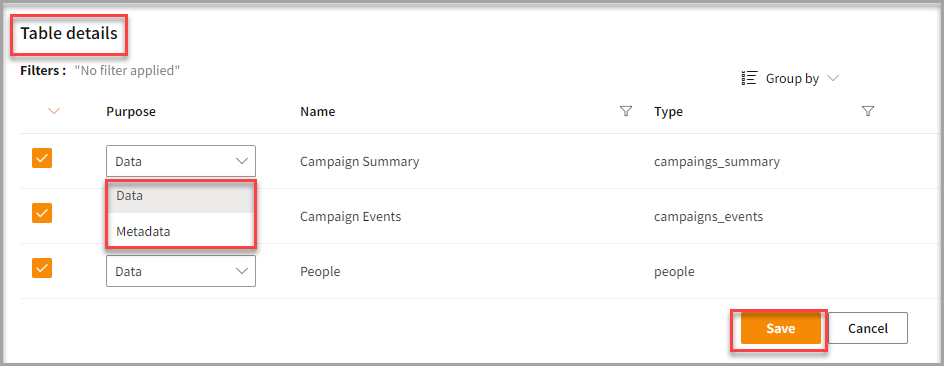 Table details
Filters : "No filter applied"
Group by
Purpose Name Type
Data Campaign Summary campaings_summary
Data
Campaign Events campaigns_events
Metadata
Data People people
Save Cancel